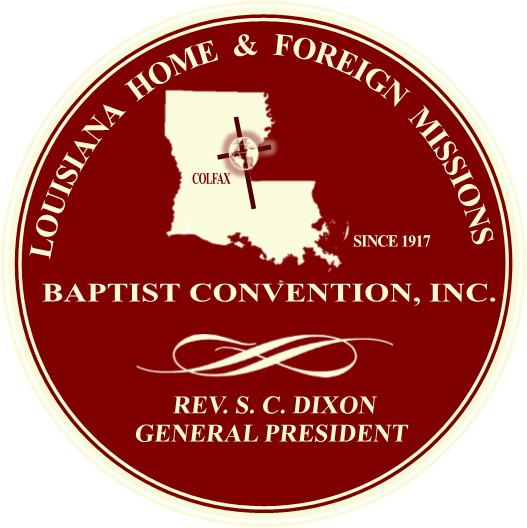 LOUISIANA HOME & FOREIGN MISSIONS
COLFAX
SINCE 1917
BAPTIST CONVENTION, INC.
REV. S. C. DIXON
GENERAL PRESIDENT